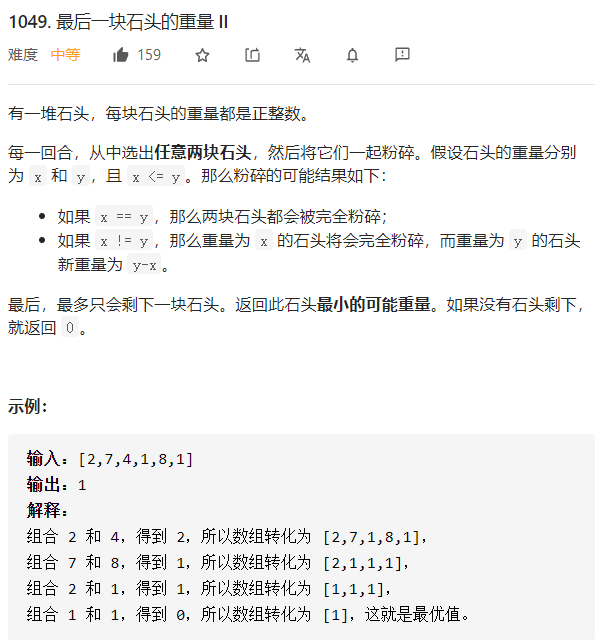 1049. 最后一块石头的重量 II
难度 中等 159
有一堆石头，每块石头的重量都是正整数。
每一回合，从中选出任意两块石头，然后将它们一起粉碎。假设石头的重量分别
为 x 和 y，且 x <= y。那么粉碎的可能结果如下：
• 如果 x == y，那么两块石头都会被完全粉碎；
• 如果 x != y，那么重量为 x 的石头将会完全粉碎，而重量为 y 的石头
新重量为 y-x。
最后，最多只会剩下一块石头。返回此石头最小的可能重量。如果没有石头剩下，
就返回 0。
示例：
输入：[2,7,4,1,8,1]
输出：1
解释：
组合 2 和 4，得到 2，所以数组转化为 [2,7,1,8,1]，
组合 7 和 8，得到 1，所以数组转化为 [2,1,1,1]，
组合 2 和 1，得到 1，所以数组转化为 [1,1,1]，
组合 1 和 1，得到 0，所以数组转化为 [1]，这就是最优值。